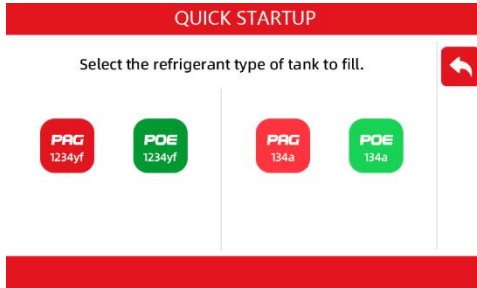 QUICK STARTUP
Select the refrigerant type of tank to fill.
PAG
1234yf
POE
1234yf
PAG
134a
POE
134a